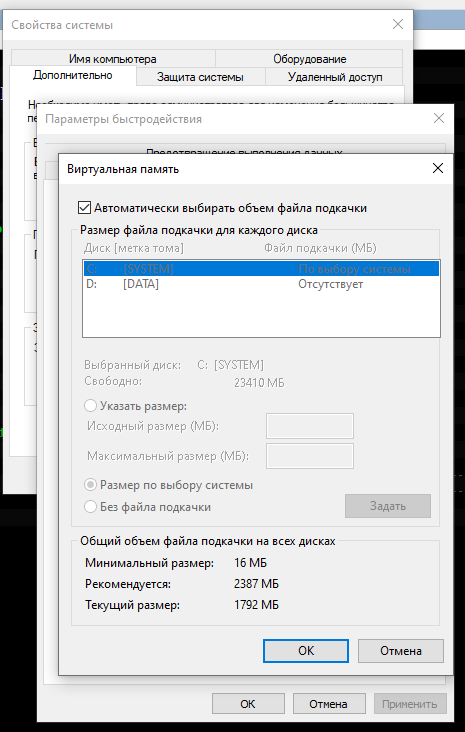 Свойства системы
Имя компьютера
Оборудование
Дополнительно
Защита системы
Удаленный доступ
Параметры быстродействия
Виртуальная память
Автоматически выбирать объем файла подкачки
Размер файла подкачки для каждого диска
Диск [метка тома]
Файл подкачки (МБ)
C: [SYSTEM] По выбору системы
D: [DATA] Отсутствует
Выбранный диск: C: [SYSTEM]
Свободно: 23410 МБ
Указать размер:
Исходный размер (МБ):
Максимальный размер (МБ):
Размер по выбору системы
Без файла подкачки
Задать
Общий объем файла подкачки на всех дисках
Минимальный размер: 16 МБ
Рекомендуется: 2387 МБ
Текущий размер: 1792 МБ
ОК
Отмена
ОК
Отмена
Применить